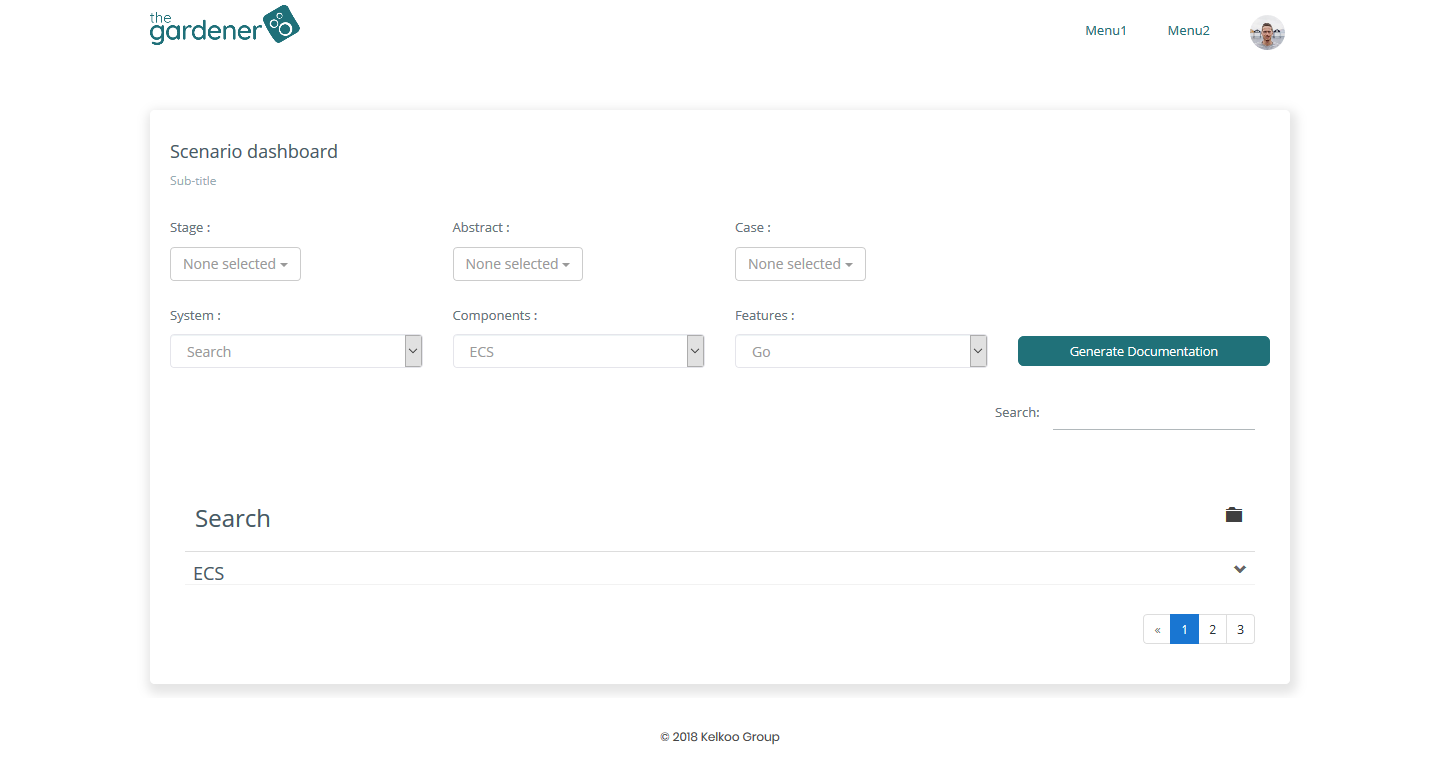 the
gardener
Menu1 Menu2
Scenario dashboard
Sub-title
Stage : Abstract : Case :
None selected None selected None selected
System : Components : Features :
Search ECS Go Generate Documentation
Search:
Search
ECS
« 1 2 3
© 2018 Kelkoo Group